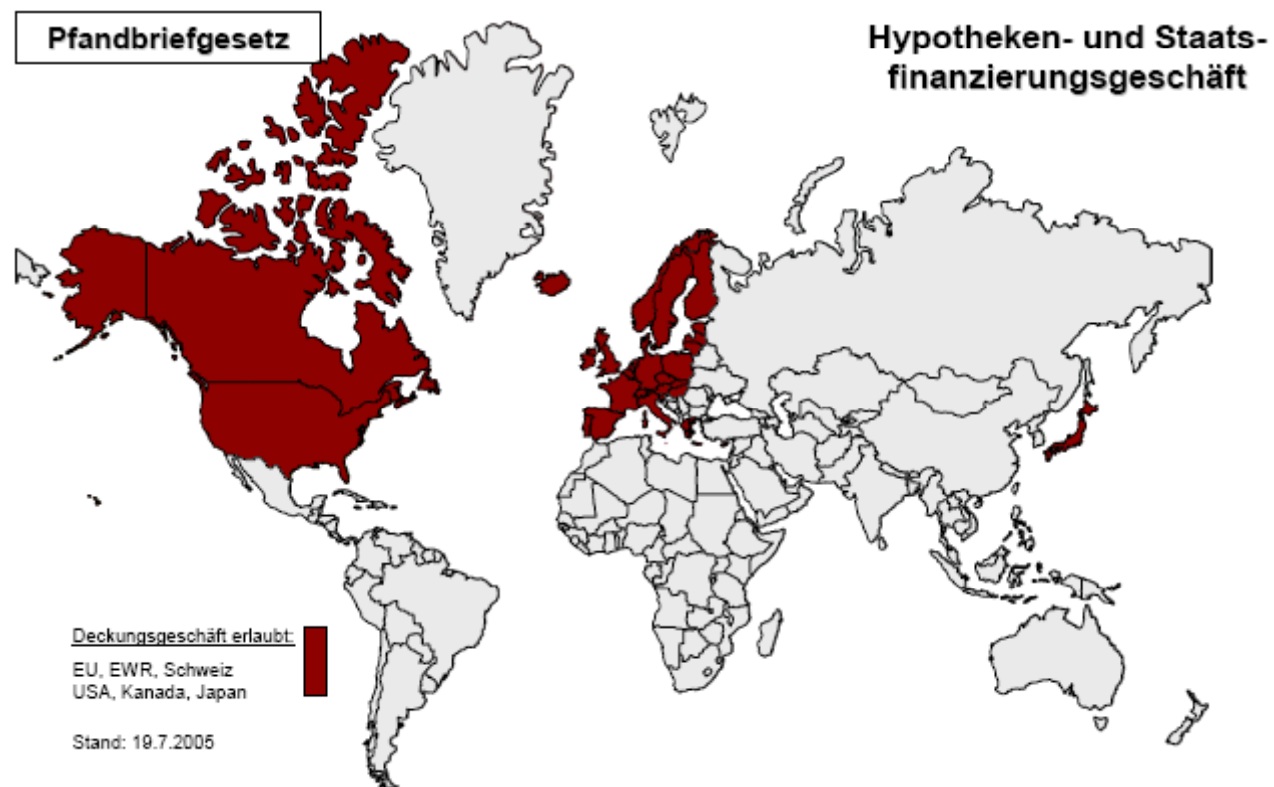 Pfandbriefgesetz
Hypotheken- und Staats-
finanzierungsgeschäft
Deckungsgeschäft erlaubt:
EU, EWR, Schweiz
USA, Kanada, Japan
Stand: 19.7.2005